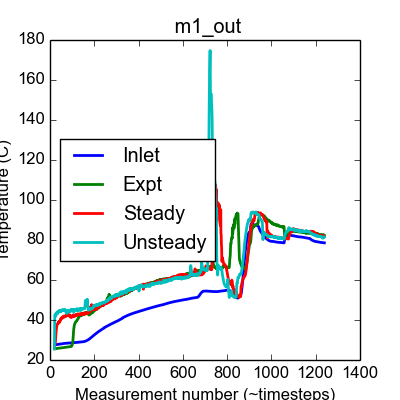 m1_out
180
160
140
120
100
80
60
40
20
Temperature (C)
Inlet
Expt
Steady
Unsteady
0 200 400 600 800 1000 1200 1400
Measurement number (~timesteps)